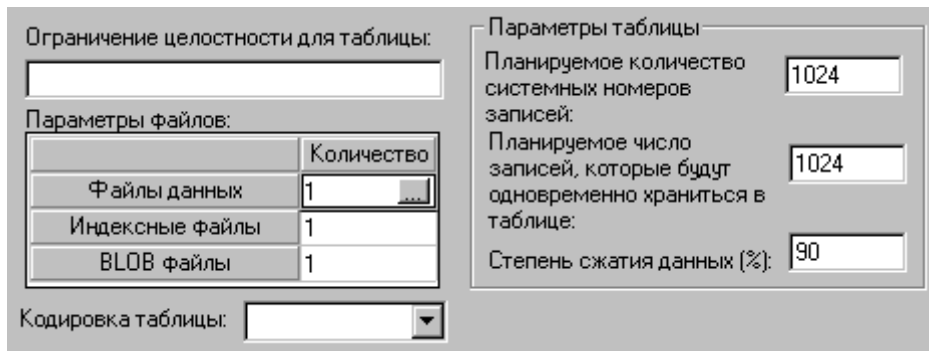 Ограничение целостности для таблицы:
Параметры файлов:
Количество
Файлы данных 1 ...
Индексные файлы 1
BLOB файлы 1
Кодировка таблицы:
Параметры таблицы
Планируемое количество
системных номеров
записей:
1024
Планируемое число
записей, которые будут
одновременно храниться в
таблице:
1024
Степень сжатия данных (%): 90